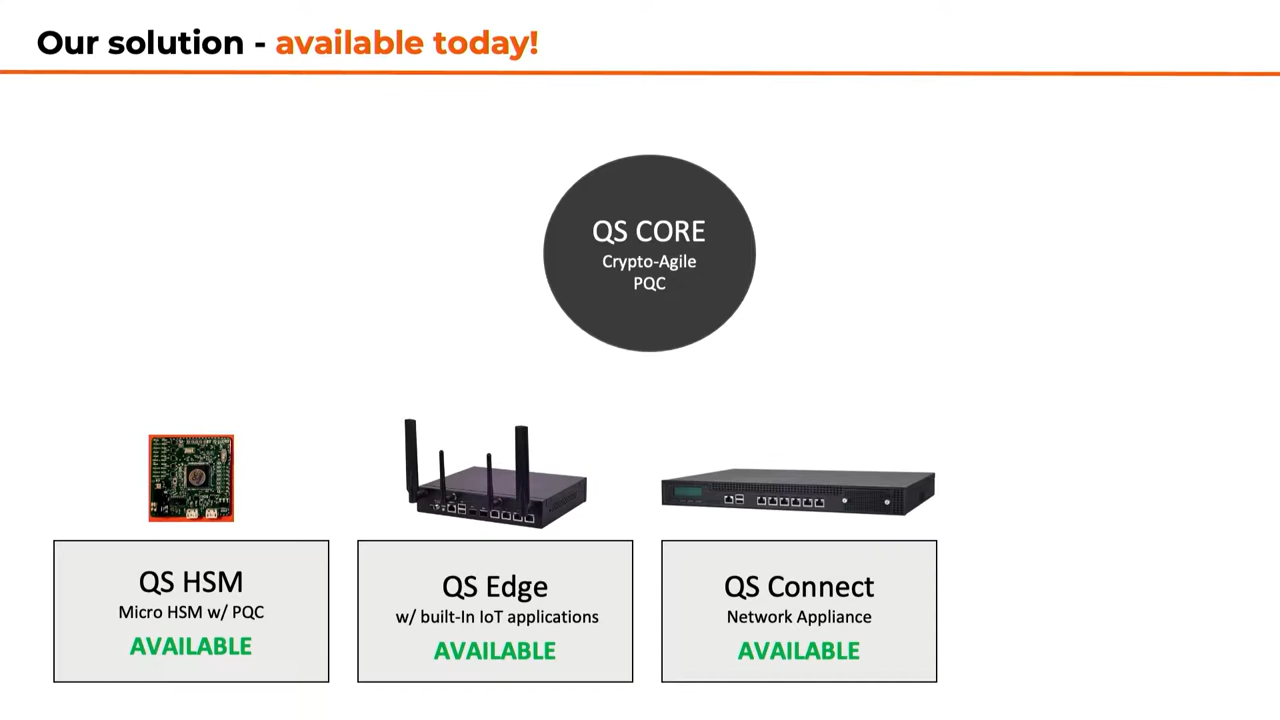 Our solution - available today!
QS CORE
Crypto-Agile
PQC
QS HSM
Micro HSM w/ PQC
AVAILABLE
QS Edge
w/ built-In IoT applications
AVAILABLE
QS Connect
Network Appliance
AVAILABLE